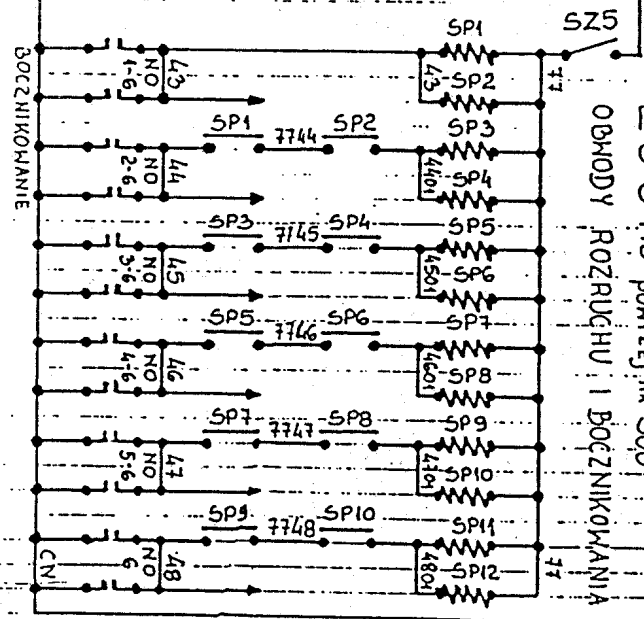 SZ5
77
SP1
43
SP2
NO
1-6
43
SP1
7744
SP2
SP3
4401
SP4
NO
2-6
44
SP3
7145
SP4
SP5
4501
SP6
NO
3-6
45
SP5
7746
SP6
SP7
4601
SP8
NO
4-6
46
SP7
7747
SP8
SP9
4701
SP10
NO
5-6
47
SP9
7748
SP10
SP11
4801
SP12
NO
6
48
CN
77
BOCZNIKOWANIE
OBWODY ROZRUCHU I BOCZNIKOWANIA